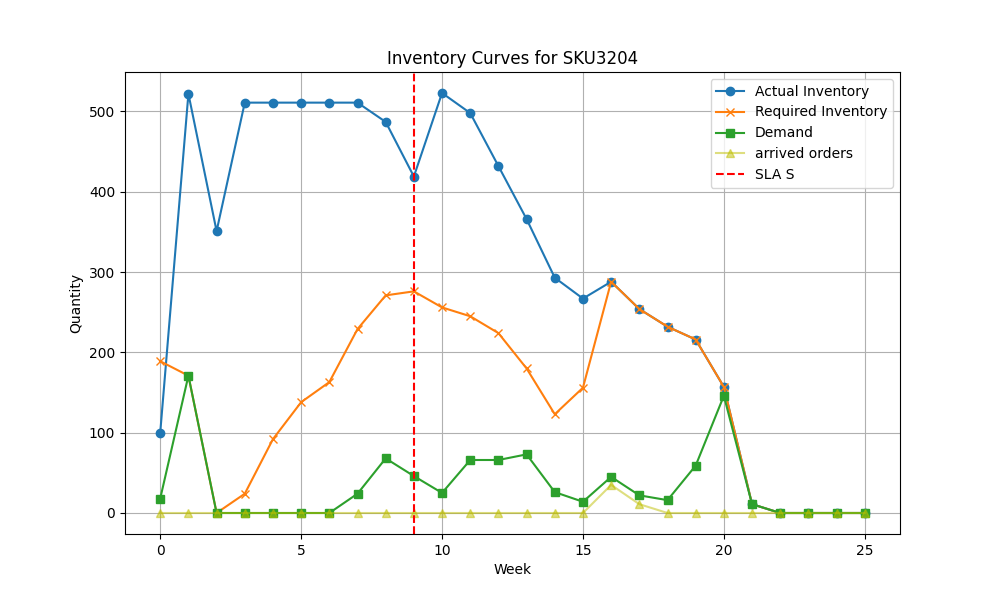 Inventory Curves for SKU3204
Actual Inventory
Required Inventory
Demand
arrived orders
SLA S
Quantity
500
400
300
200
100
0
0 5 10 15 20 25
Week